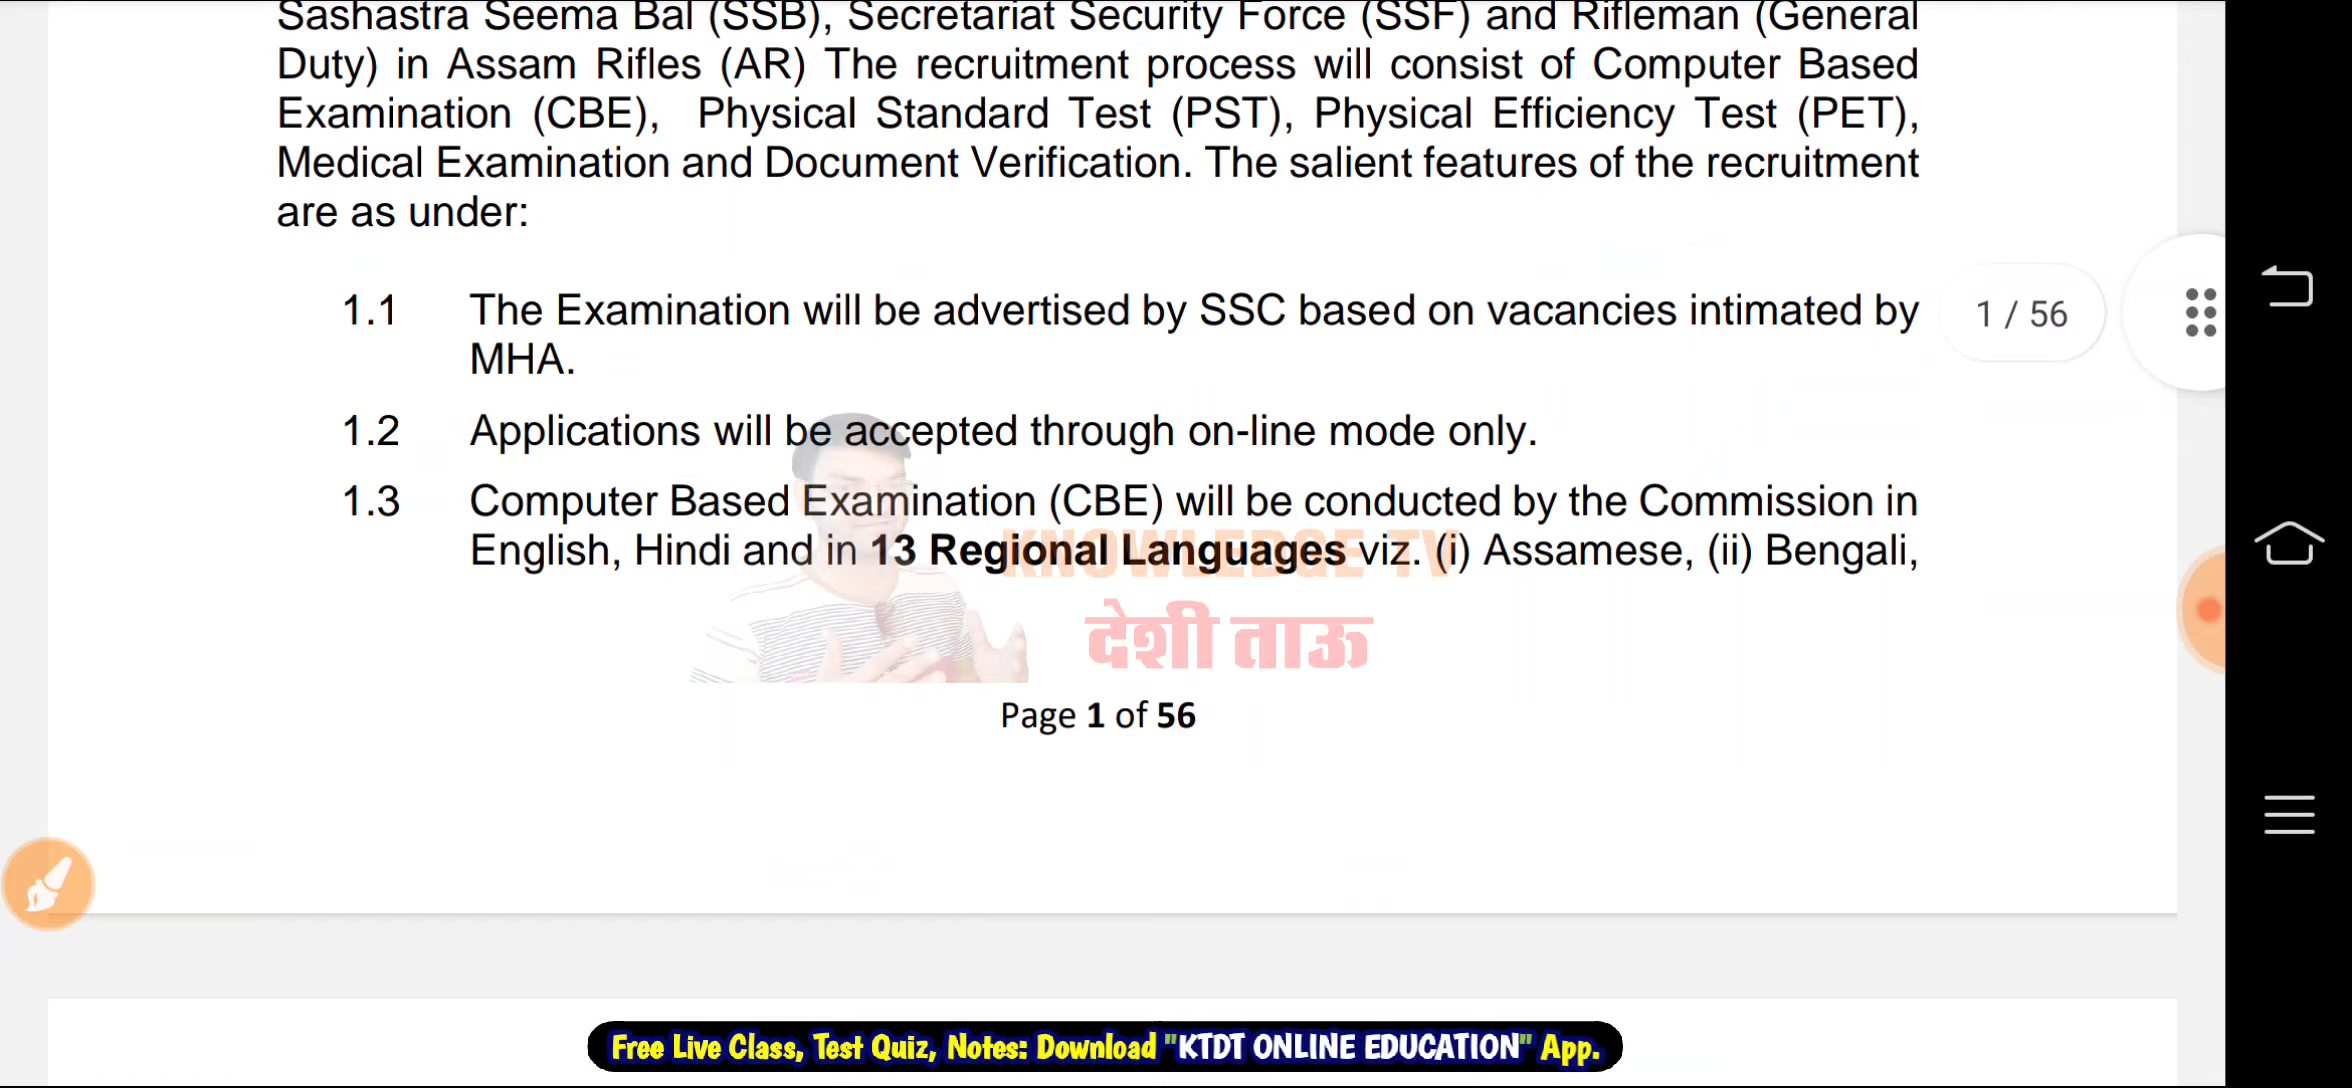 Sashastra Seema Bal (SSB), Secretariat Security Force (SSF) and Rifleman (General
Duty) in Assam Rifles (AR) The recruitment process will consist of Computer Based
Examination (CBE), Physical Standard Test (PST), Physical Efficiency Test (PET),
Medical Examination and Document Verification. The salient features of the recruitment
are as under:
1.1 The Examination will be advertised by SSC based on vacancies intimated by
MHA.
1 / 56
1.2 Applications will be accepted through on-line mode only.
1.3 Computer Based Examination (CBE) will be conducted by the Commission in
English, Hindi and in 13 Regional Languages viz. (i) Assamese, (ii) Bengali,
KNOWLEDGE TV
देशी ताऊ
Page 1 of 56
Free Live Class, Test Quiz, Notes: Download "KTDT ONLINE EDUCATION" App.